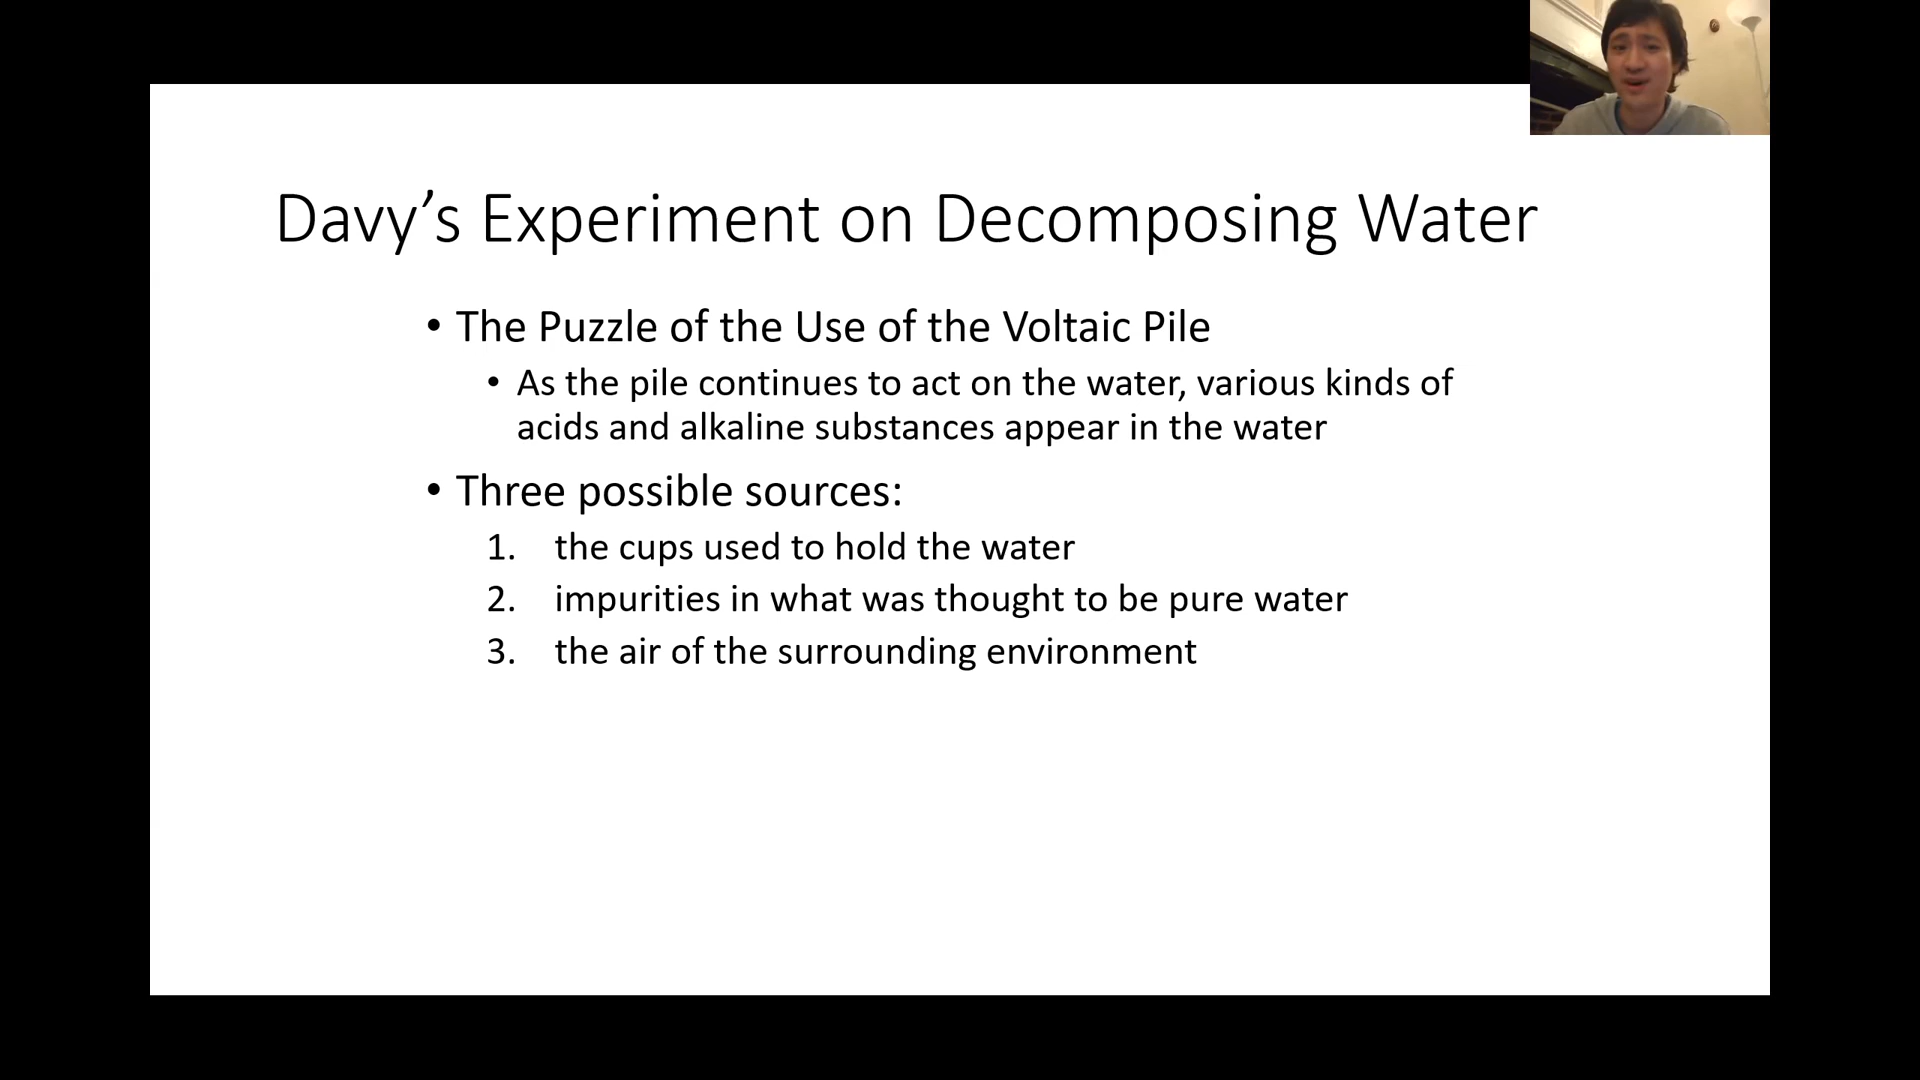 Davy’s Experiment on Decomposing Water
• The Puzzle of the Use of the Voltaic Pile
• As the pile continues to act on the water, various kinds of
acids and alkaline substances appear in the water
• Three possible sources:
1. the cups used to hold the water
2. impurities in what was thought to be pure water
3. the air of the surrounding environment